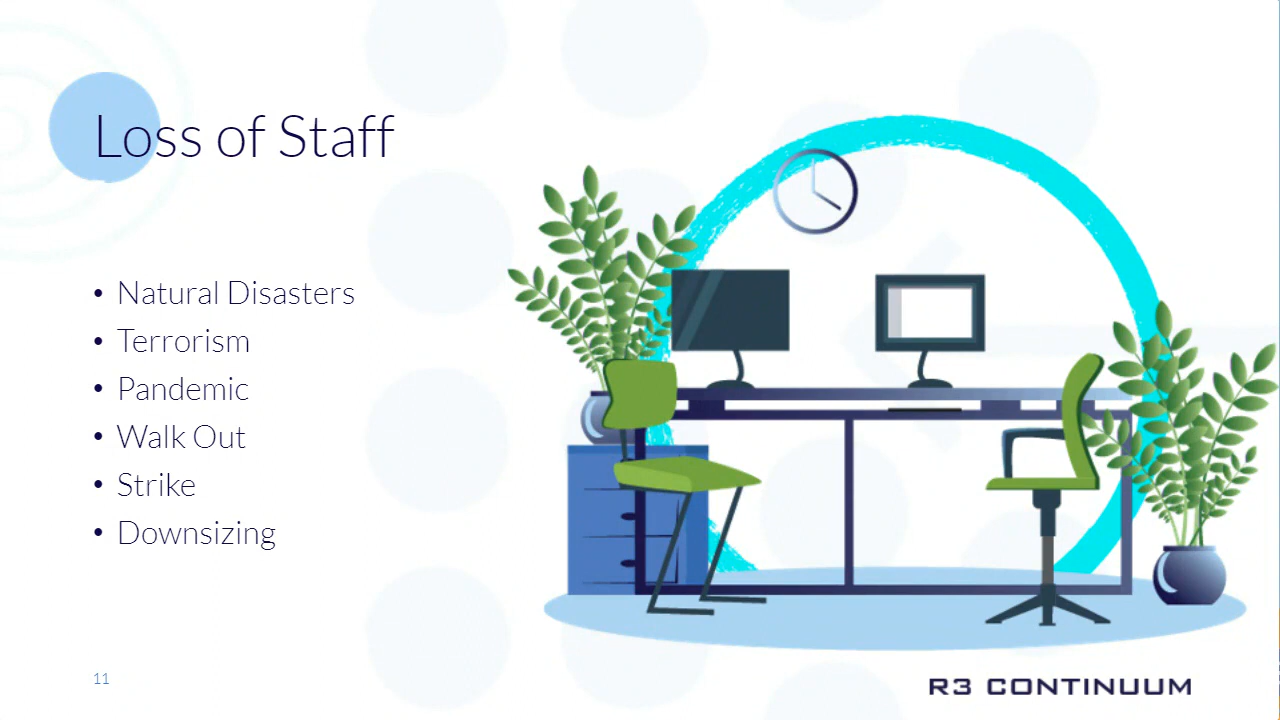 Loss of Staff
• Natural Disasters
• Terrorism
• Pandemic
• Walk Out
• Strike
• Downsizing
11
R3 CONTINUUM